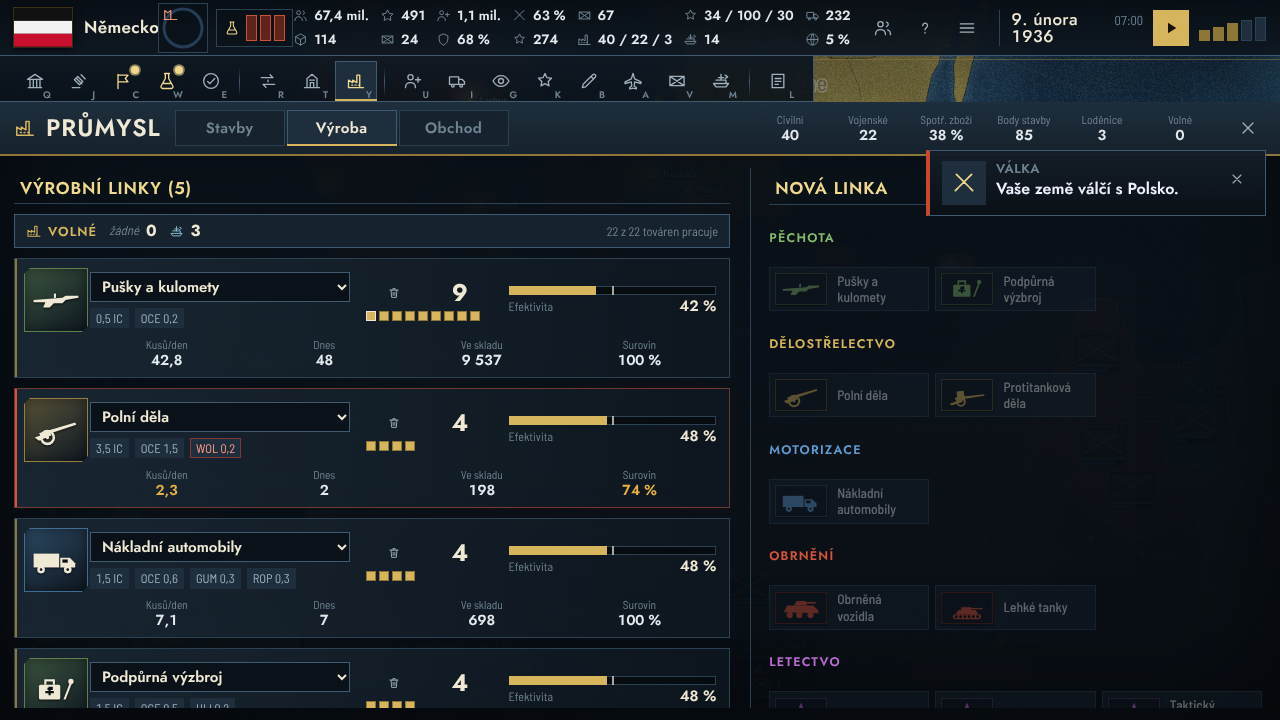 Německo
67,4 mil. 491 1,1 mil. 63 % 67 34 / 100 / 30 232
114 24 68 % 274 40 / 22 / 3 14 5 %
?
9. února
1936
07:00
Q J C W E R T Y U I G K B A V M L
PRŮMYSL
Stavby Výroba Obchod
Civilní Vojenské Spotř. zboží Body stavby Loděnice Volné
40 22 38 % 85 3 0
VÁLKA
Vaše země válčí s Polsko.
VÝROBNÍ LINKY (5)
VOLNÉ žádné 0 3 22 z 22 továren pracuje
Pušky a kulomety
9
Efektivita 42 %
0,5 IC OCE 0,2
Kusů/den Dnes Ve skladu Surovin
42,8 48 9 537 100 %
Polní děla
4
Efektivita 48 %
3,5 IC OCE 1,5 WOL 0,2
Kusů/den Dnes Ve skladu Surovin
2,3 2 198 74 %
Nákladní automobily
4
Efektivita 48 %
1,5 IC OCE 0,6 GUM 0,3 ROP 0,3
Kusů/den Dnes Ve skladu Surovin
7,1 7 698 100 %
Podpůrná výzbroj
4
Efektivita 48 %
NOVÁ LINKA
PĚCHOTA
Pušky a
kulomety
Podpůrná
výzbroj
DĚLOSTŘELECTVO
Polní děla
Protitanková
děla
MOTORIZACE
Nákladní
automobily
OBRNĚNÍ
Obrněná
vozidla
Lehké tanky
LETECTVO
Taktický